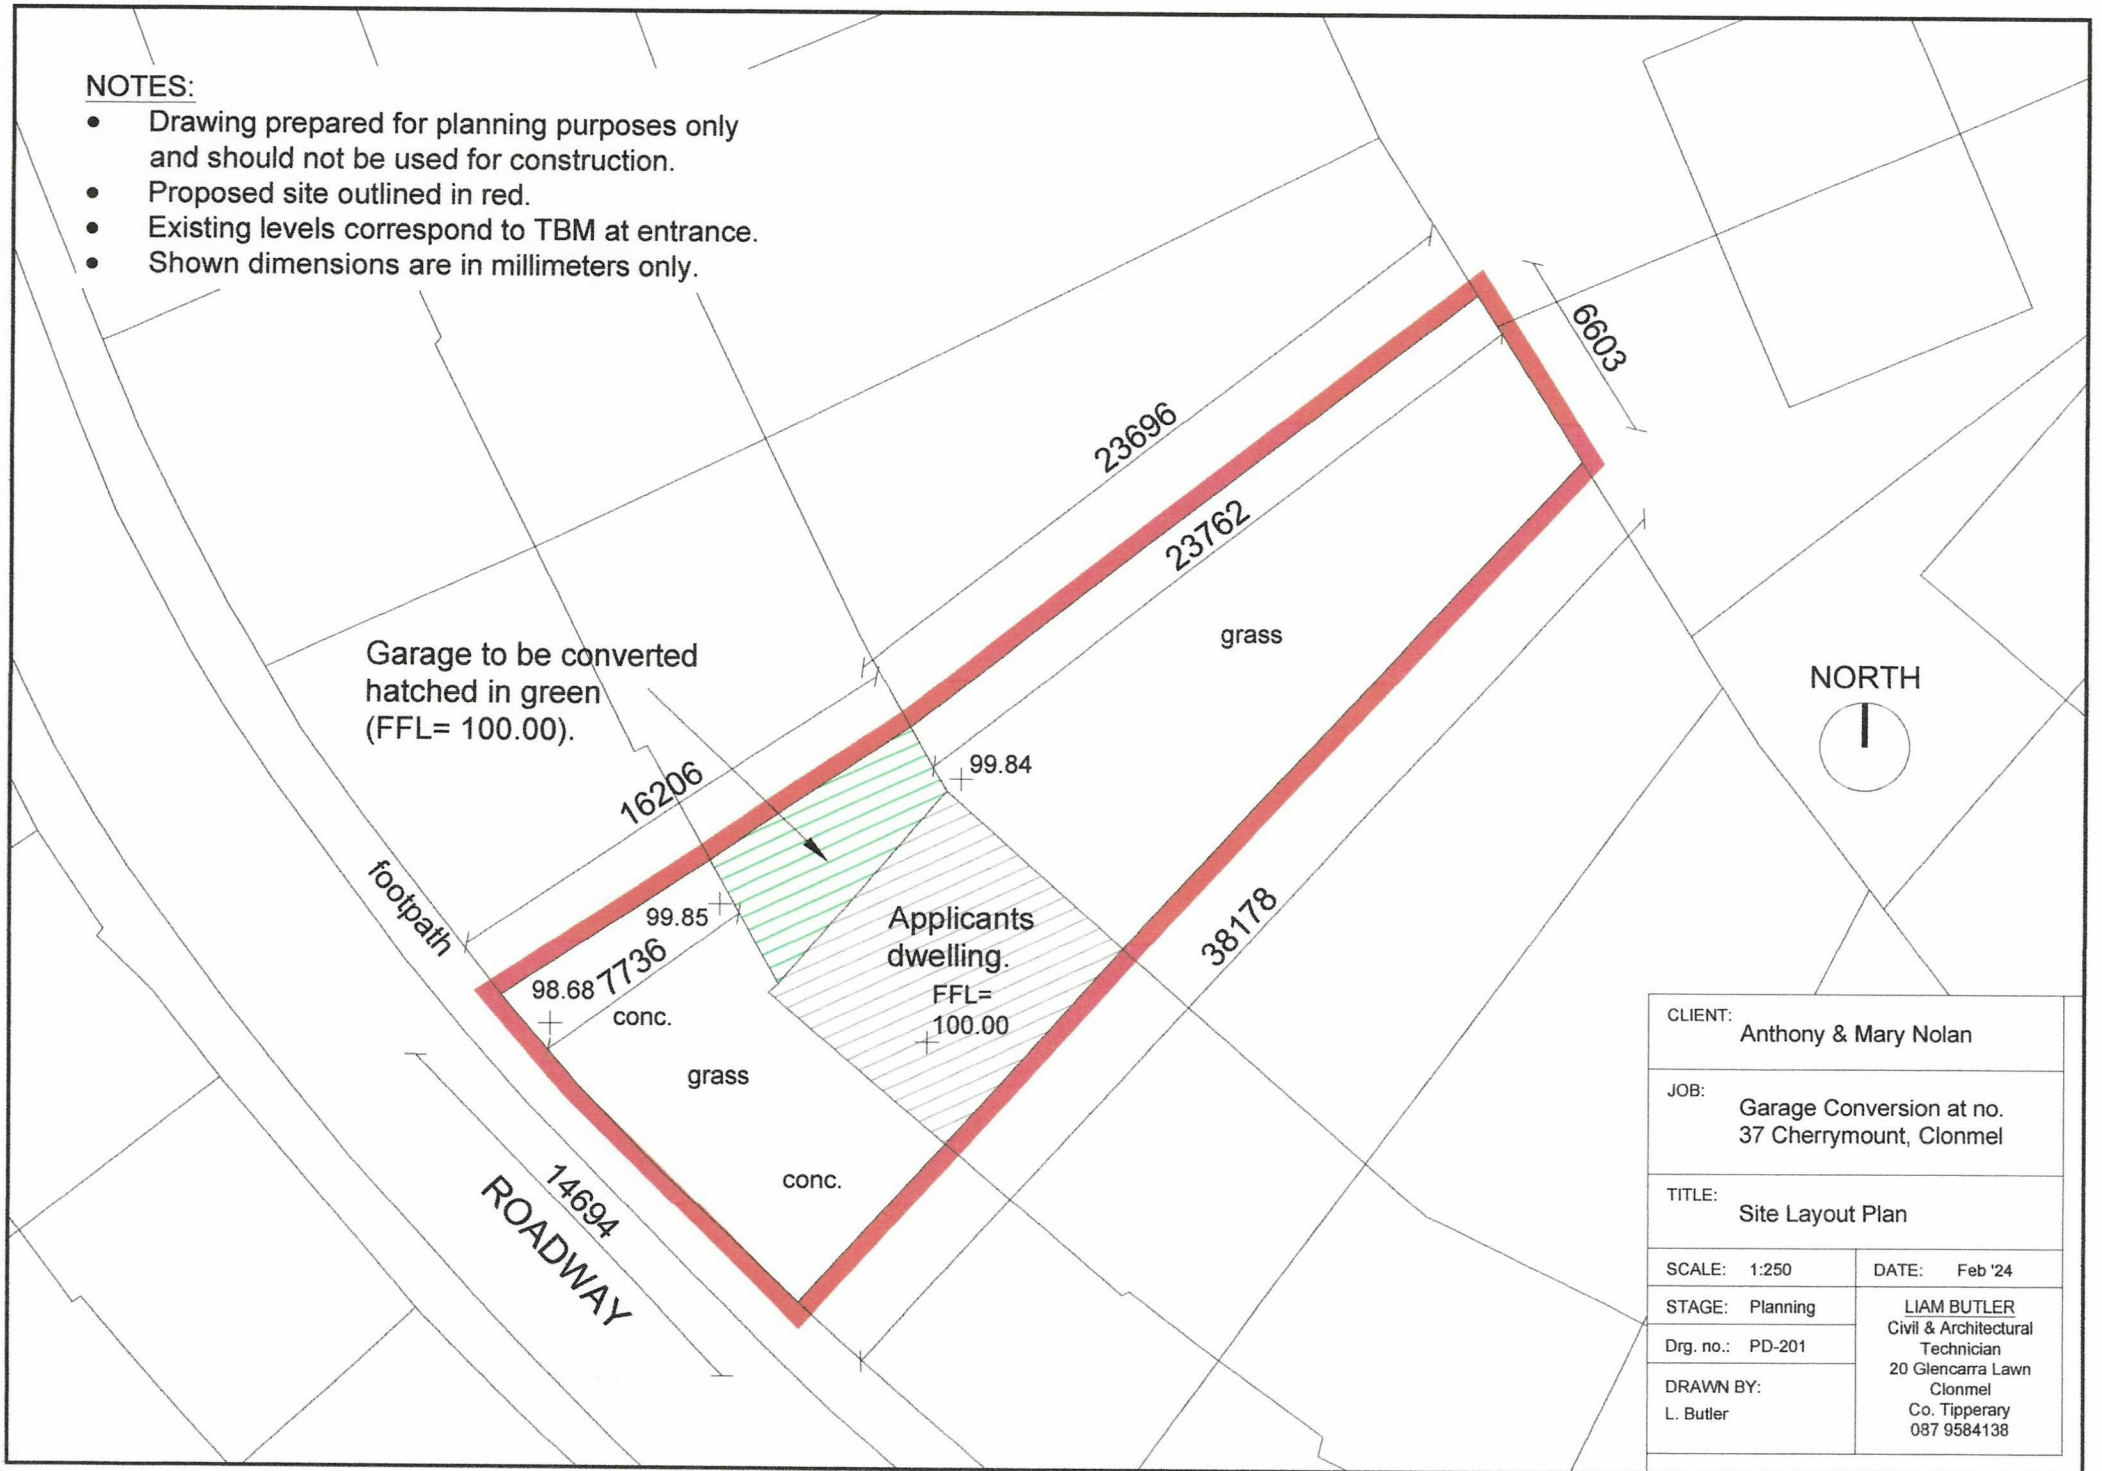 NOTES:
• Drawing prepared for planning purposes only
and should not be used for construction.
• Proposed site outlined in red.
• Existing levels correspond to TBM at entrance.
• Shown dimensions are in millimeters only.
6603
23696
23762
grass
Garage to be converted
hatched in green
(FFL= 100.00).
NORTH
16206
99.84
footpath
99.85
7736
Applicants
dwelling.
FFL=
100.00
38178
98.68
conc.
grass
conc.
14694
ROADWAY
CLIENT:
Anthony & Mary Nolan
JOB:
Garage Conversion at no.
37 Cherrymount, Clonmel
TITLE:
Site Layout Plan
SCALE: 1:250
DATE: Feb '24
STAGE: Planning
Drg. no.: PD-201
DRAWN BY:
L. Butler
LIAM BUTLER
Civil & Architectural
Technician
20 Glencarra Lawn
Clonmel
Co. Tipperary
087 9584138